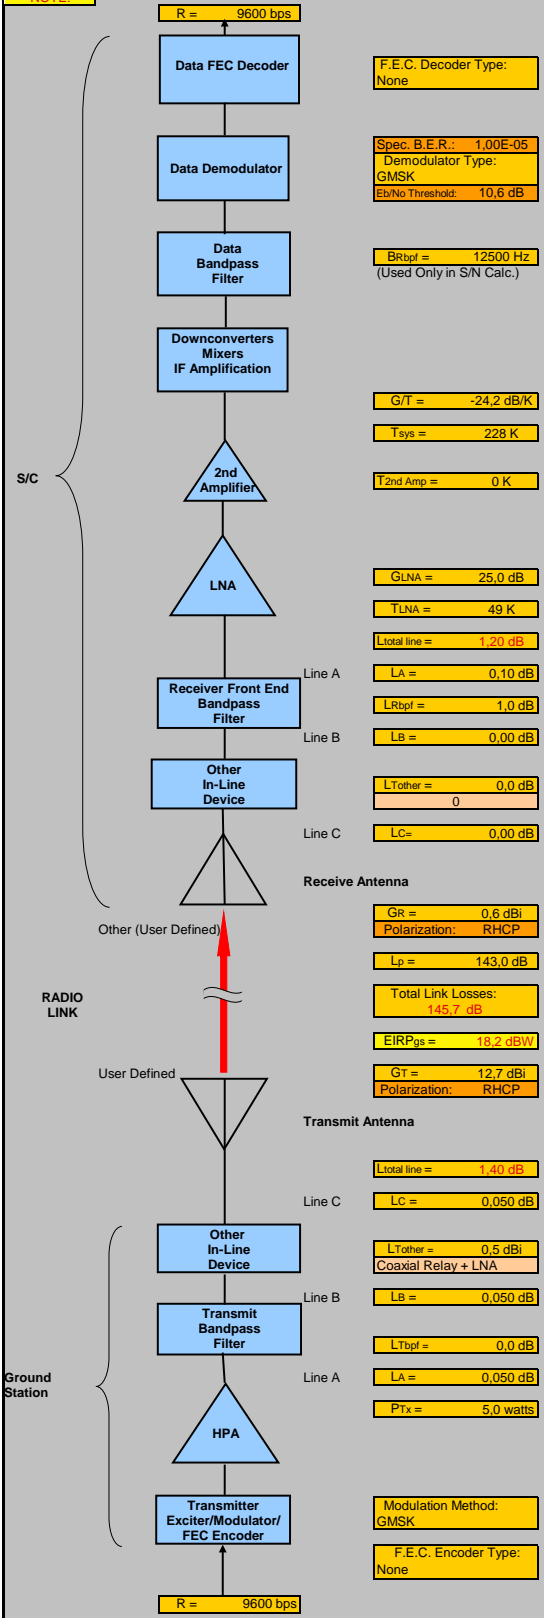 NOTE:
R = 9600 bps
Data FEC Decoder
F.E.C. Decoder Type:
None
Data Demodulator
Spec. B.E.R.: 1,00E-05
Demodulator Type:
GMSK
Eb/No Threshold: 10,6 dB
Data
Bandpass
Filter
BRbpf = 12500 Hz
(Used Only in S/N Calc.)
Downconverters
Mixers
IF Amplification
G/T = -24,2 dB/K
Tsys = 228 K
S/C
2nd
Amplifier
T2nd Amp = 0 K
LNA
GLNA = 25,0 dB
TLNA = 49 K
Ltotal line = 1,20 dB
Line A
LA = 0,10 dB
Receiver Front End
Bandpass
Filter
LRbpf = 1,0 dB
Line B
LB = 0,00 dB
Other
In-Line
Device
LTother = 0,0 dB
0
Line C
LC= 0,00 dB
Receive Antenna
Other (User Defined)
GR = 0,6 dBi
Polarization: RHCP
Lp = 143,0 dB
RADIO
LINK
Total Link Losses:
145,7 dB
EIRPgs = 18,2 dBW
User Defined
GT = 12,7 dBi
Polarization: RHCP
Transmit Antenna
Ltotal line = 1,40 dB
Line C
LC = 0,050 dB
Other
In-Line
Device
LTother = 0,5 dBi
Coaxial Relay + LNA
Line B
LB = 0,050 dB
Transmit
Bandpass
Filter
LTbpf = 0,0 dB
Ground
Station
Line A
LA = 0,050 dB
PTx = 5,0 watts
HPA
Transmitter
Exciter/Modulator/
FEC Encoder
Modulation Method:
GMSK
F.E.C. Encoder Type:
None
R = 9600 bps